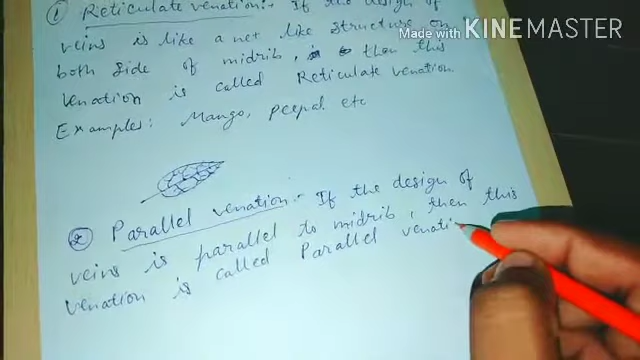 ① Reticulate venation:- If the design of
veins is like a net like structure on
both side of midrib, then this
venation is called Reticulate venation.
Examples: Mango, peepal etc
② Parallel venation:- If the design of
veins is parallel to midrib, then this
venation is called Parallel venati
Made with KINEMASTER